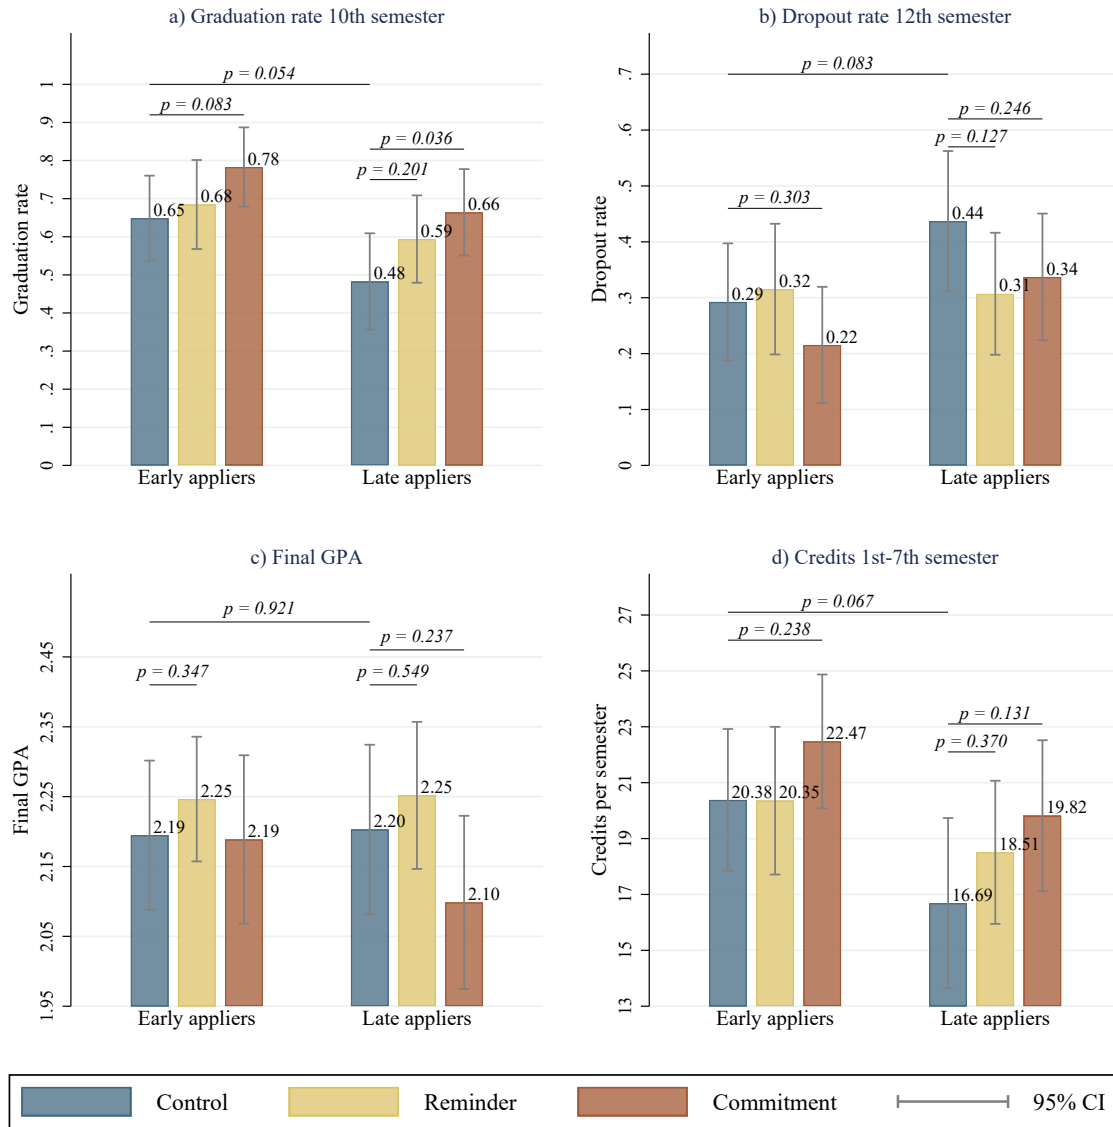 a) Graduation rate 10th semester
Graduation rate
0 .1 .2 .3 .4 .5 .6 .7 .8 .9 1
p = 0.054
p = 0.083
p = 0.036
p = 0.201
0.65 0.68 0.78 0.48 0.59 0.66
Early appliers Late appliers
b) Dropout rate 12th semester
Dropout rate
0 .1 .2 .3 .4 .5 .6 .7
p = 0.083
p = 0.246
p = 0.127
p = 0.303
0.29 0.32 0.22 0.44 0.31 0.34
Early appliers Late appliers
c) Final GPA
Final GPA
1.95 2.05 2.15 2.25 2.35 2.45
p = 0.921
p = 0.237
p = 0.347 p = 0.549
2.19 2.25 2.19 2.20 2.25 2.10
Early appliers Late appliers
d) Credits 1st-7th semester
Credits per semester
13 15 17 19 21 23 25 27
p = 0.067
p = 0.238
p = 0.131
p = 0.370
20.38 20.35 22.47 16.69 18.51 19.82
Early appliers Late appliers
Control Reminder Commitment 95% CI